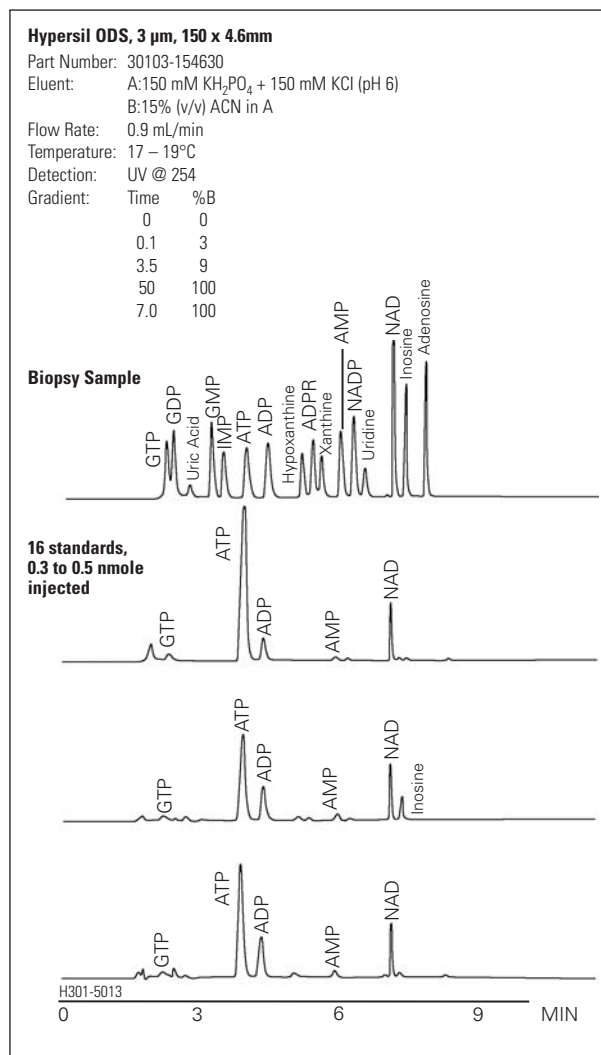 Hypersil ODS, 3 µm, 150 x 4.6mm
Part Number: 30103-154630
Eluent: A:150 mM KH2PO4 + 150 mM KCl (pH 6)
B:15% (v/v) ACN in A
Flow Rate: 0.9 mL/min
Temperature: 17 – 19°C
Detection: UV @ 254
Gradient: Time %B
0 0
0.1 3
3.5 9
50 100
7.0 100
Biopsy Sample
GTP
GDP
Uric Acid
GMP
IMP
ATP
ADP
Hypoxanthine
ADPR
Xanthine
AMP
NADP
Uridine
NAD
Inosine
Adenosine
16 standards,
0.3 to 0.5 nmole
injected
GTP
ATP
ADP
AMP
NAD
GTP
ATP
ADP
AMP
NAD
Inosine
GTP
ATP
ADP
AMP
NAD
H301-5013
0 3 6 9 MIN